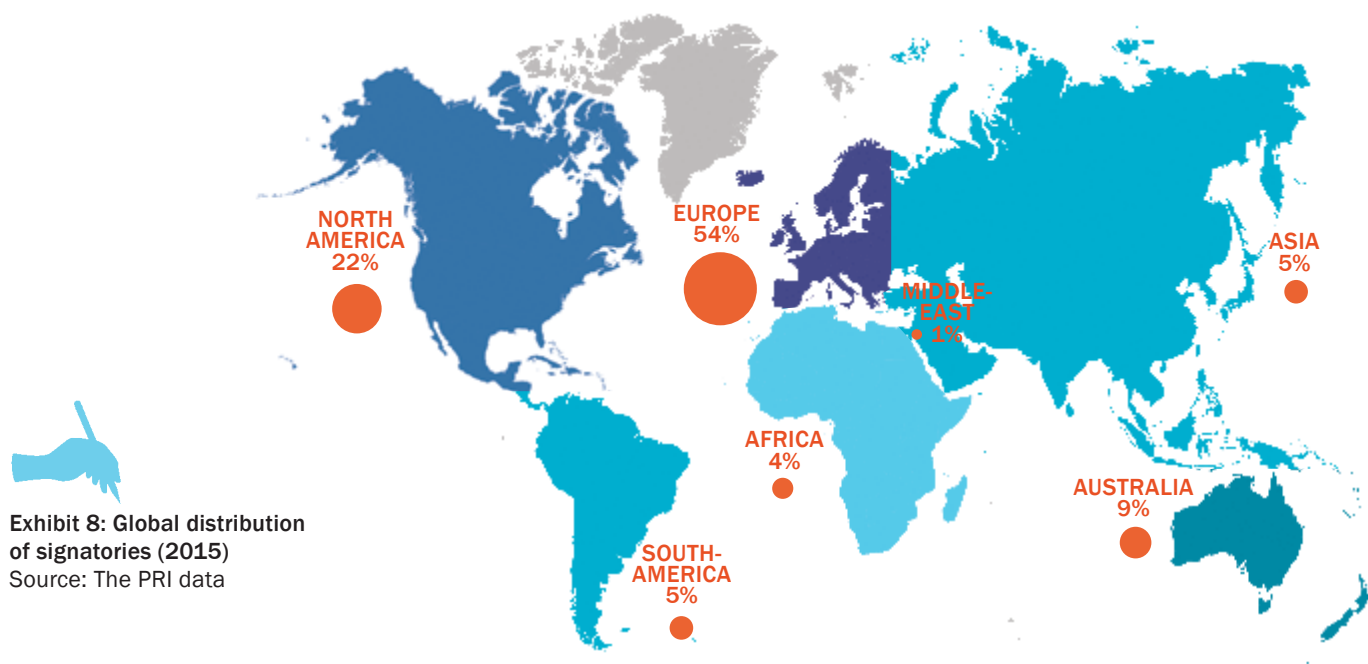 NORTH
AMERICA
22%
EUROPE
54%
MIDDLE-
EAST
1%
ASIA
5%
AFRICA
4%
AUSTRALIA
9%
SOUTH-
AMERICA
5%
Exhibit 8: Global distribution
of signatories (2015)
Source: The PRI data